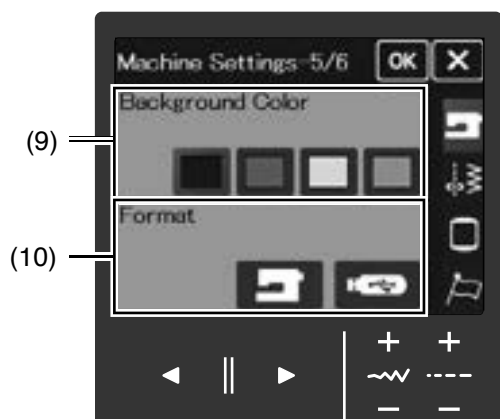 Machine Settings 5/6 OK X
(9)
Background Color
(10)
Format
+ +
− −